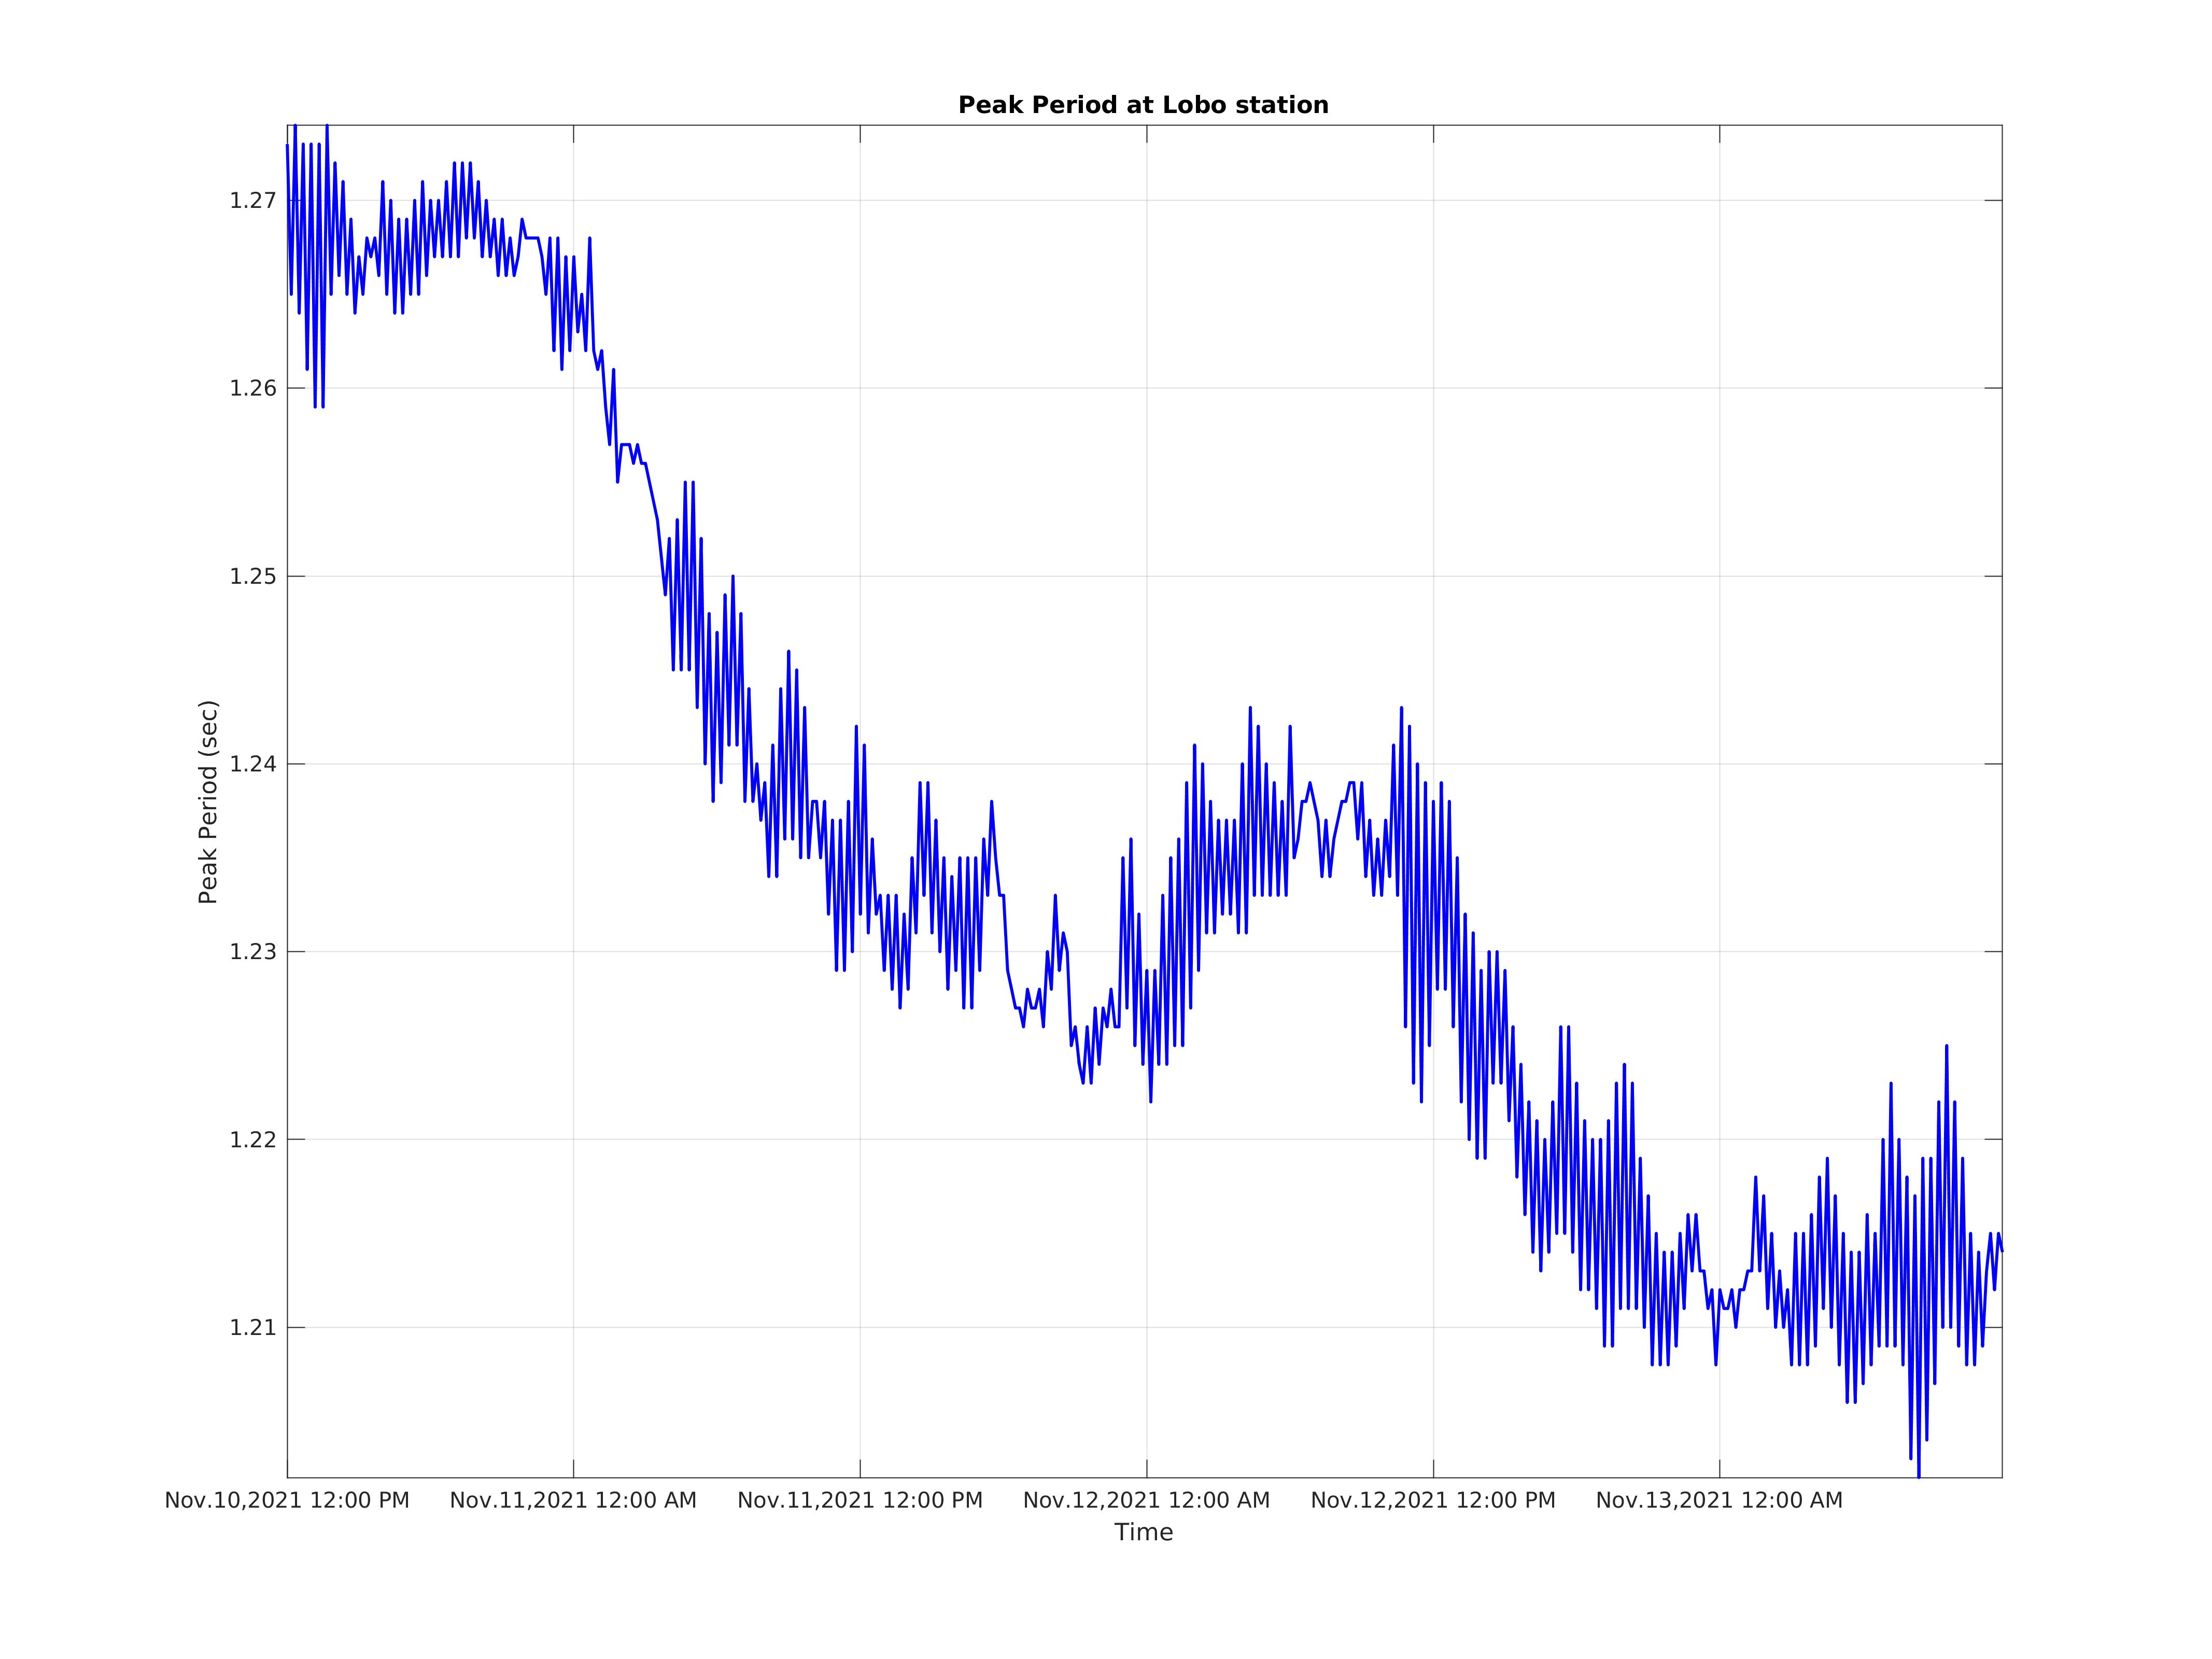 Peak Period at Lobo station
1.27
1.26
1.25
1.24
1.23
1.22
1.21
Peak Period (sec)
Nov.10,2021 12:00 PM Nov.11,2021 12:00 AM Nov.11,2021 12:00 PM Nov.12,2021 12:00 AM Nov.12,2021 12:00 PM Nov.13,2021 12:00 AM
Time